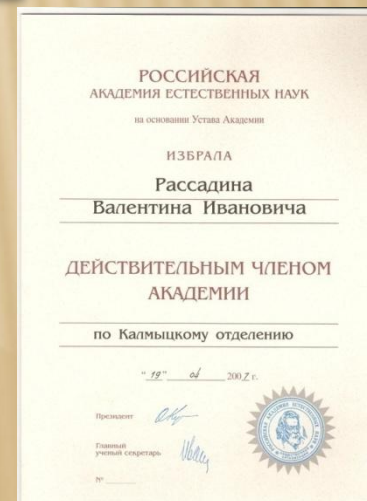 РОССИЙСКАЯ
АКАДЕМИЯ ЕСТЕСТВЕННЫХ НАУК
на основании Устава Академии
ИЗБРАЛА
Рассадина
Валентина Ивановича
ДЕЙСТВИТЕЛЬНЫМ ЧЛЕНОМ
АКАДЕМИИ
по Калмыцкому отделению
"19" 2007 г.
Президент
Главный
ученый секретарь
№